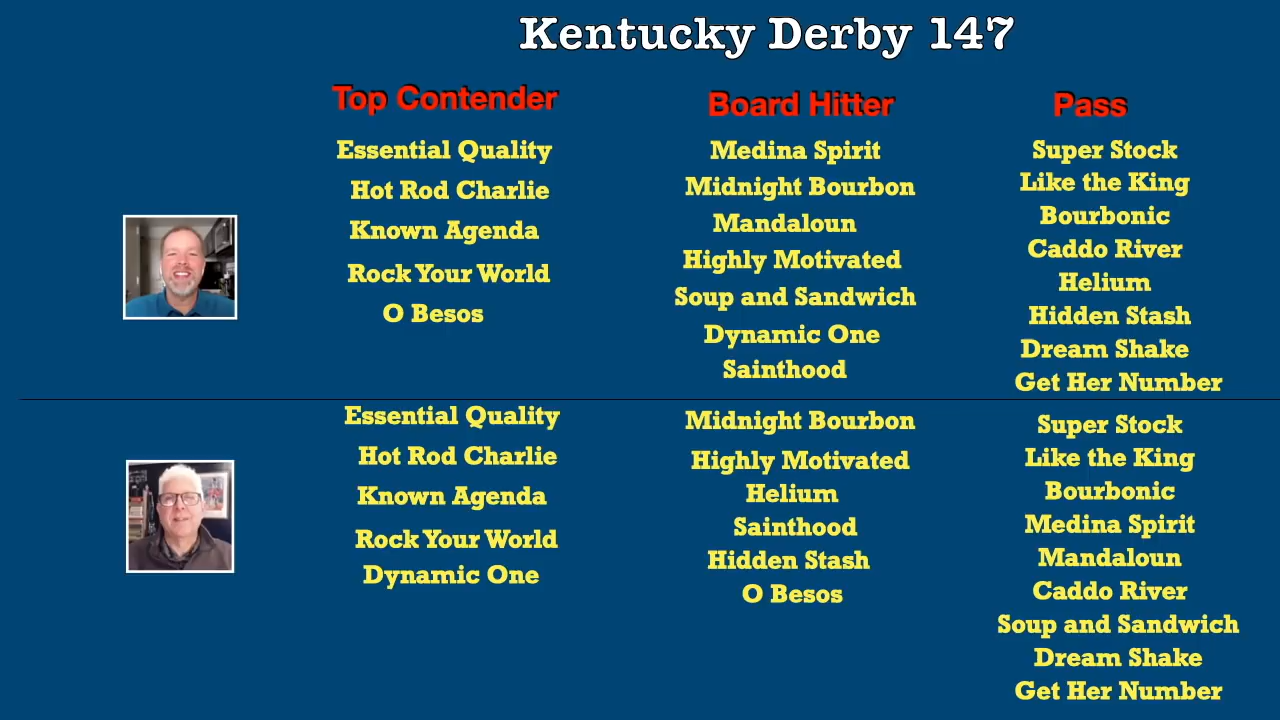 Kentucky Derby 147
Top Contender
Essential Quality
Hot Rod Charlie
Known Agenda
Rock Your World
O Besos
Board Hitter
Medina Spirit
Midnight Bourbon
Mandaloun
Highly Motivated
Soup and Sandwich
Dynamic One
Sainthood
Pass
Super Stock
Like the King
Bourbonic
Caddo River
Helium
Hidden Stash
Dream Shake
Get Her Number
Essential Quality
Hot Rod Charlie
Known Agenda
Rock Your World
Dynamic One
Midnight Bourbon
Highly Motivated
Helium
Sainthood
Hidden Stash
O Besos
Super Stock
Like the King
Bourbonic
Medina Spirit
Mandaloun
Caddo River
Soup and Sandwich
Dream Shake
Get Her Number